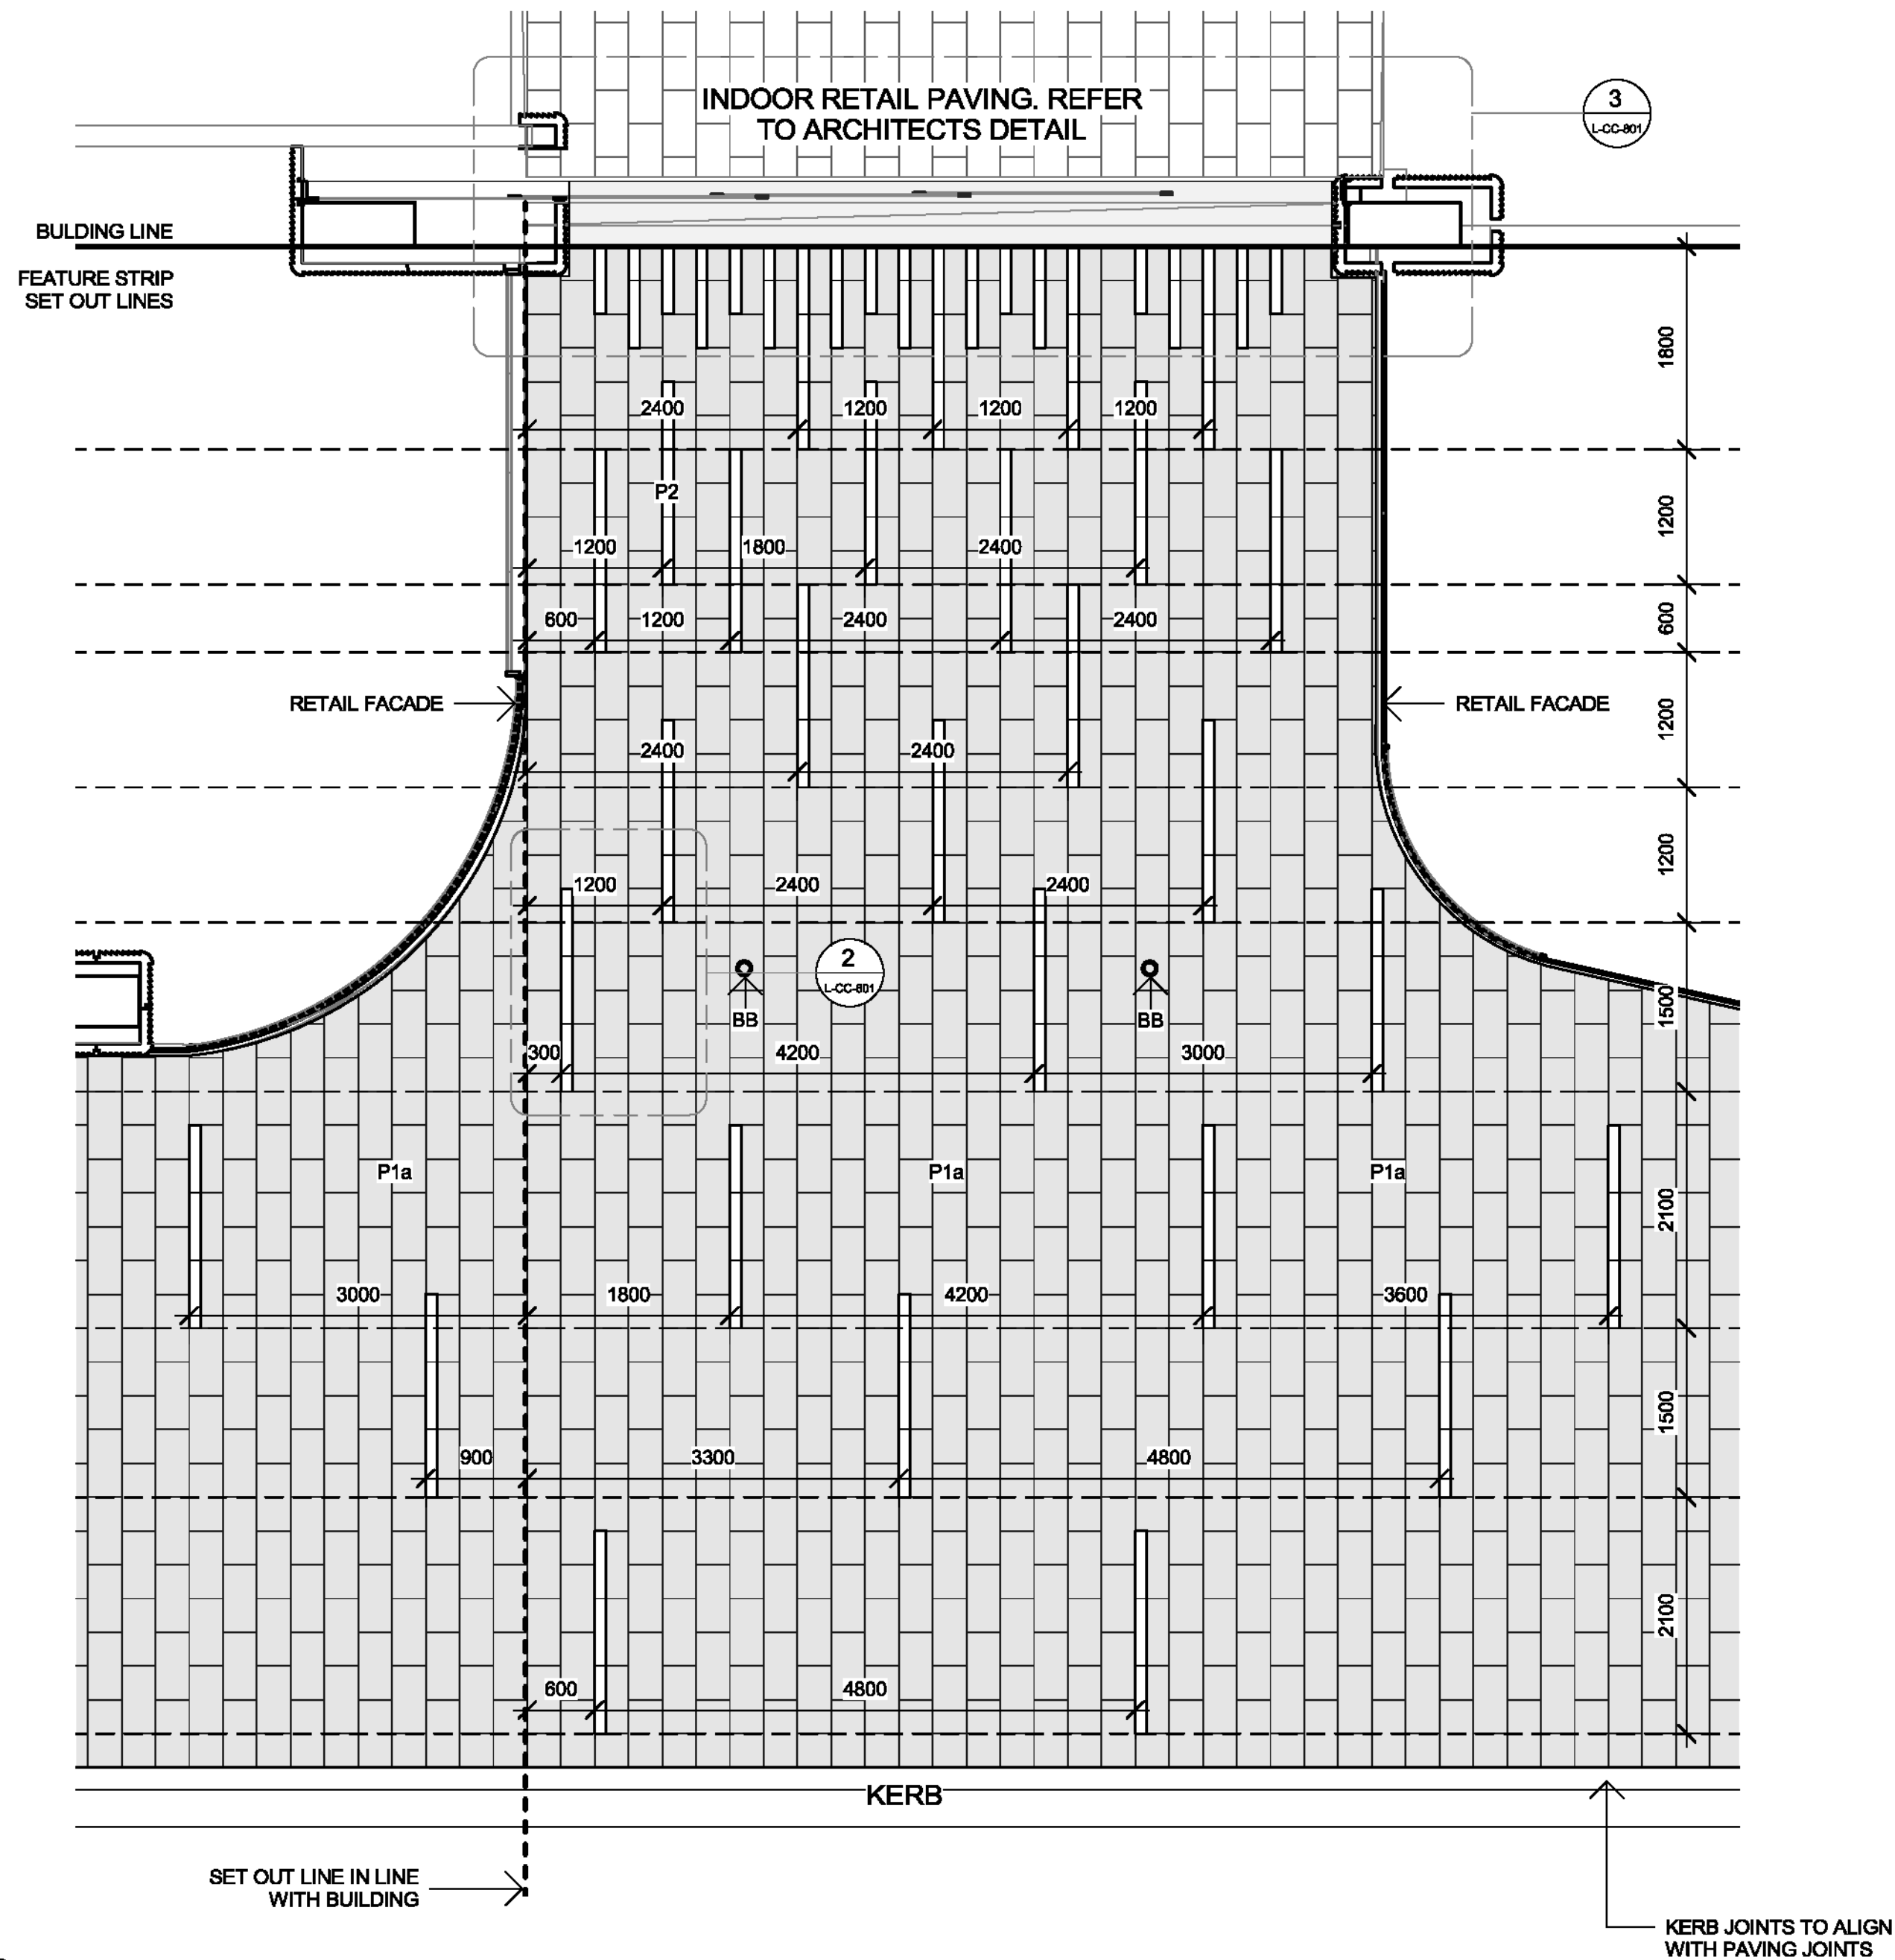 INDOOR RETAIL PAVING. REFER
TO ARCHITECTS DETAIL
3
L-CC-801
BULDING LINE
FEATURE STRIP
SET OUT LINES
1800
2400
1200
1200
1200
P2
1200
1200
1800
2400
600
600
1200
2400
2400
RETAIL FACADE
RETAIL FACADE
1200
2400
2400
1200
1200
2400
2400
2
L-CC-801
BB
BB
1500
300
4200
3000
P1a
P1a
P1a
2100
3000
1800
4200
3600
1500
900
3300
4800
2100
600
4800
KERB
SET OUT LINE IN LINE
WITH BUILDING
KERB JOINTS TO ALIGN
WITH PAVING JOINTS